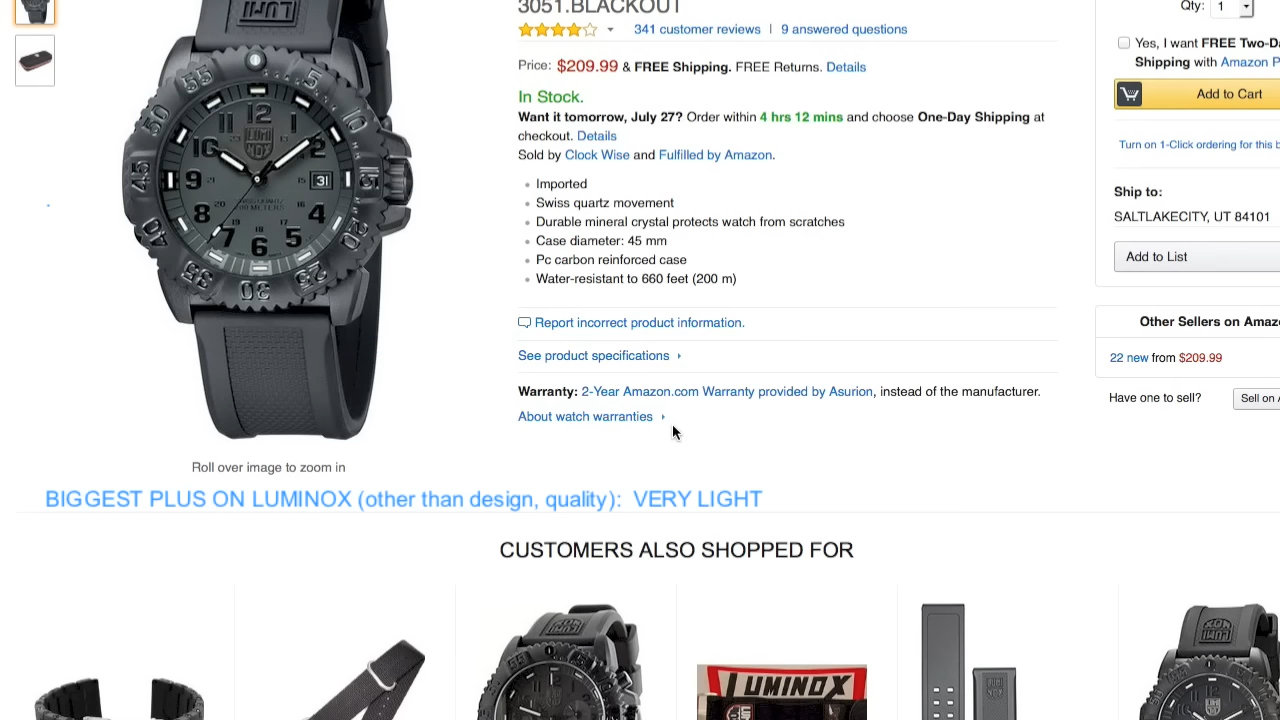 3051.BLACKOUT
341 customer reviews | 9 answered questions
Price: $209.99 & FREE Shipping. FREE Returns. Details
In Stock.
Want it tomorrow, July 27? Order within 4 hrs 12 mins and choose One-Day Shipping at
checkout. Details
Sold by Clock Wise and Fulfilled by Amazon.
Imported
Swiss quartz movement
Durable mineral crystal protects watch from scratches
Case diameter: 45 mm
Pc carbon reinforced case
Water-resistant to 660 feet (200 m)
Report incorrect product information.
See product specifications
Warranty: 2-Year Amazon.com Warranty provided by Asurion, instead of the manufacturer.
About watch warranties
Roll over image to zoom in
BIGGEST PLUS ON LUMINOX (other than design, quality): VERY LIGHT
CUSTOMERS ALSO SHOPPED FOR
LUMINOX
Qty: 1
Yes, I want FREE Two-Da
Shipping with Amazon P
Add to Cart
Turn on 1-Click ordering for this b
Ship to:
SALTLAKECITY, UT 84101
Add to List
Other Sellers on Amazo
22 new from $209.99
Have one to sell?
Sell on A